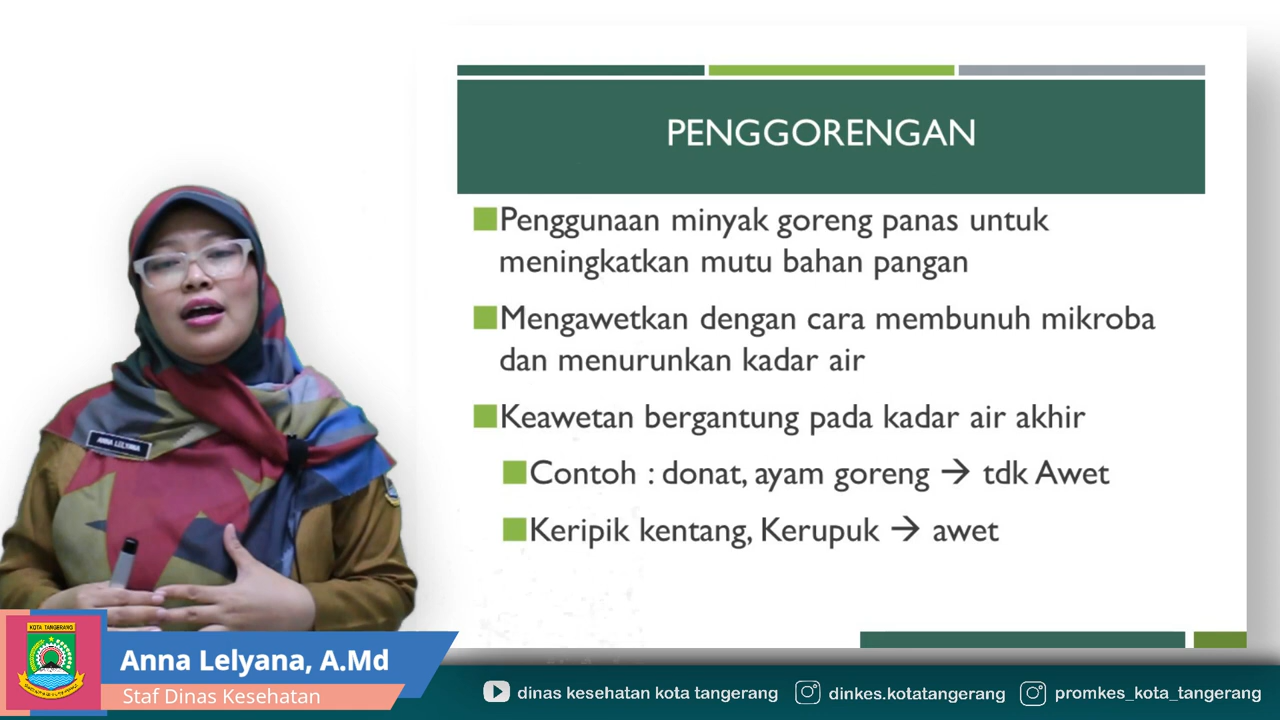 PENGGORENGAN
Penggunaan minyak goreng panas untuk
meningkatkan mutu bahan pangan
Mengawetkan dengan cara membunuh mikroba
dan menurunkan kadar air
Keawetan bergantung pada kadar air akhir
Contoh : donat, ayam goreng → tdk Awet
Keripik kentang, Kerupuk → awet
ANNA LELYANA
KOTA TANGERANG
Anna Lelyana, A.Md
Staf Dinas Kesehatan
dinas kesehatan kota tangerang
dinkes.kotatangerang
promkes_kota_tangerang